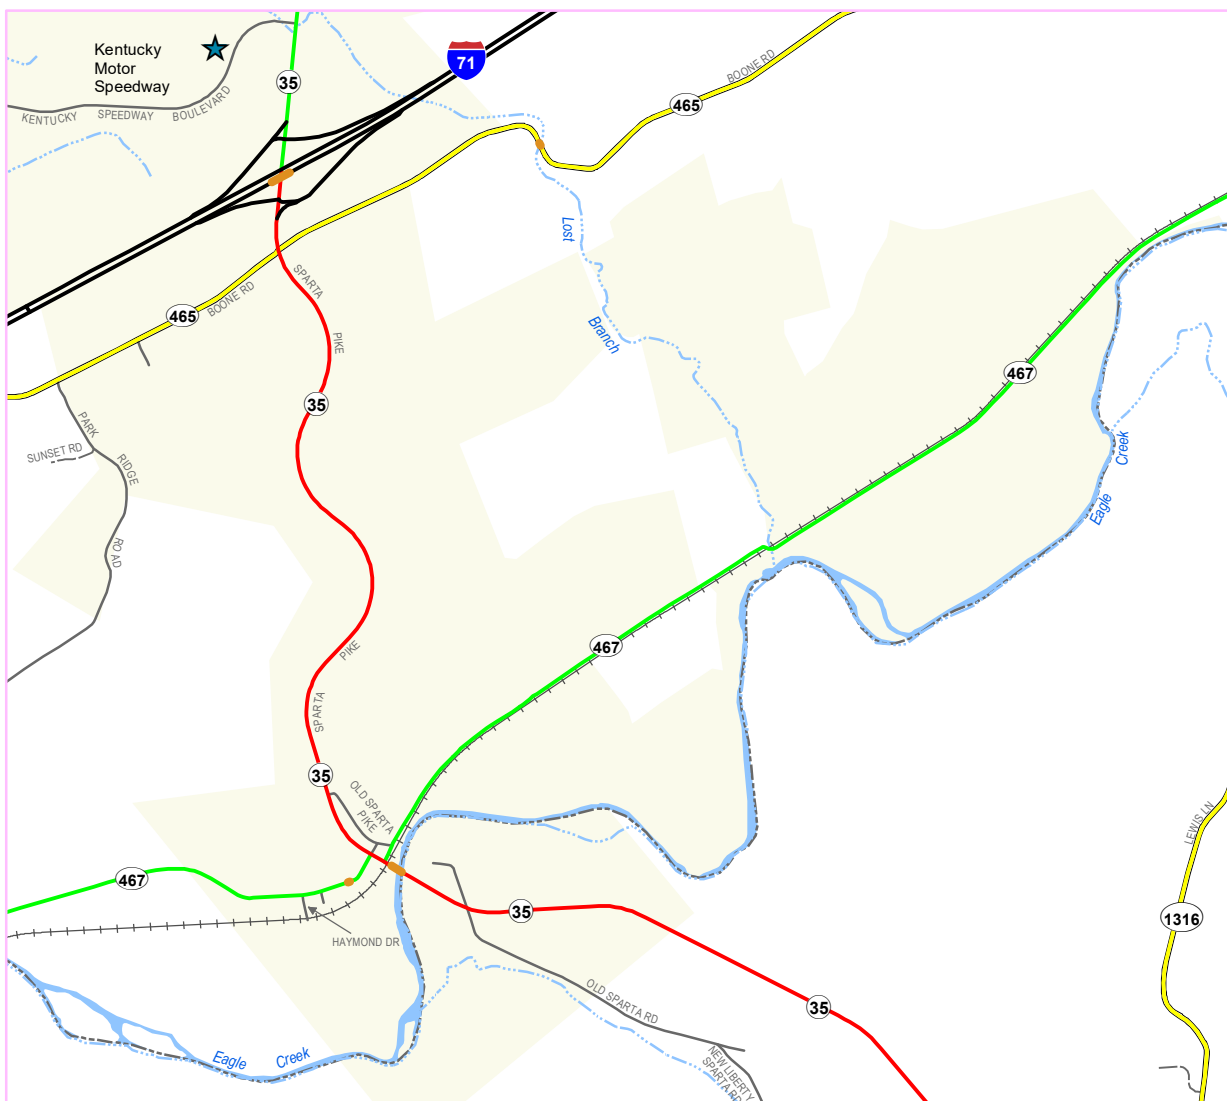 35
Kentucky
Motor
Speedway
71
BOONE RD
465
KENTUCKY SPEEDWAY BOULEVARD
Lost
Branch
SPARTA
PIKE
BOONE RD
465
467
35
PARK
RIDGE
ROAD
SUNSET RD
Eagle
Creek
PIKE
SPARTA
467
35
OLD SPARTA
PIKE
LEWIS LN
467
35
1316
HAYMOND DR
OLD SPARTA RD
35
Eagle
Creek
NEW LIBERTY
SPARTA RD